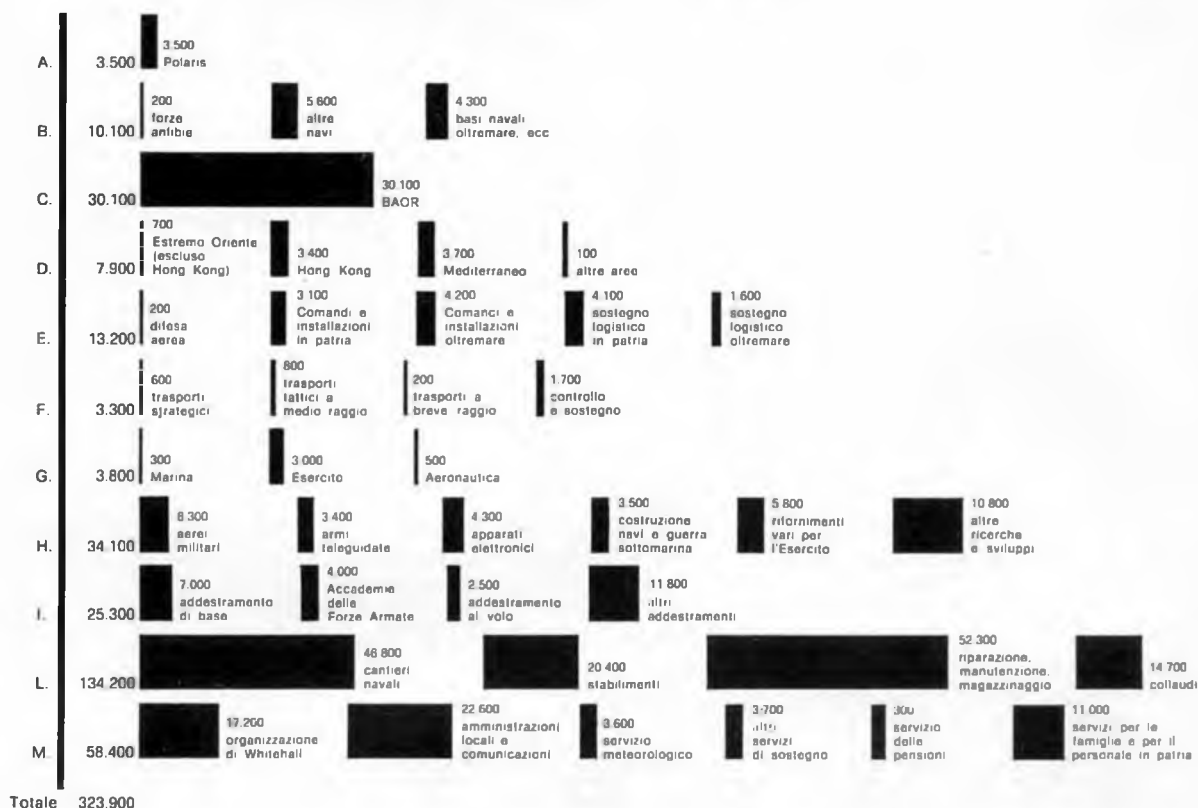 A. 3.500
3 500
Polaris
B. 10.100
200
forze
anfibie
5 600
altre
navi
4 300
basi navali
oltremare, ecc
C. 30.100
30 100
BAOR
D. 7.900
700
Estremo Oriente
(escluso
Hong Kong)
3 400
Hong Kong
3 700
Mediterraneo
100
altre aree
E. 13.200
200
difesa
aerea
3 100
Comandi e
installazioni
in patria
4 200
Comanci e
installazioni
oltremare
4 100
sostegno
logistico
in patria
1 600
sostegno
logistico
oltremare
F. 3.300
600
trasporti
strategici
800
trasporti
tattici a
medio raggio
200
trasporti a
breve raggio
1.700
controllo
e sostegno
G. 3.800
300
Marina
3 000
Esercito
500
Aeronautica
H. 34.100
6 300
aerei
militari
3 400
armi
teleguidate
4 300
apparati
elettronici
3 500
costruzione
navi e guerra
sottomarina
5 800
rifornimenti
vari per
l'Esercito
10 800
altre
ricerche
e sviluppi
I. 25.300
7.000
addestramento
di base
4 000
Accademie
delle
Forze Armate
2.500
addestramento
al volo
11 800
altri
addestramenti
L. 134.200
46 800
cantieri
navali
20 400
stabilimenti
52 300
riparazione,
manutenzione,
magazzinaggio
14 700
collaudi
M. 58.400
17.200
organizzazione
di Whitehall
22 600
amministrazioni
locali e
comunicazioni
3.600
servizio
meteorologico
3.700
altri
servizi
di sostegno
300
servizio
delle
pensioni
11.000
servizi per le
famiglie e per il
personale in patria
Totale 323.900